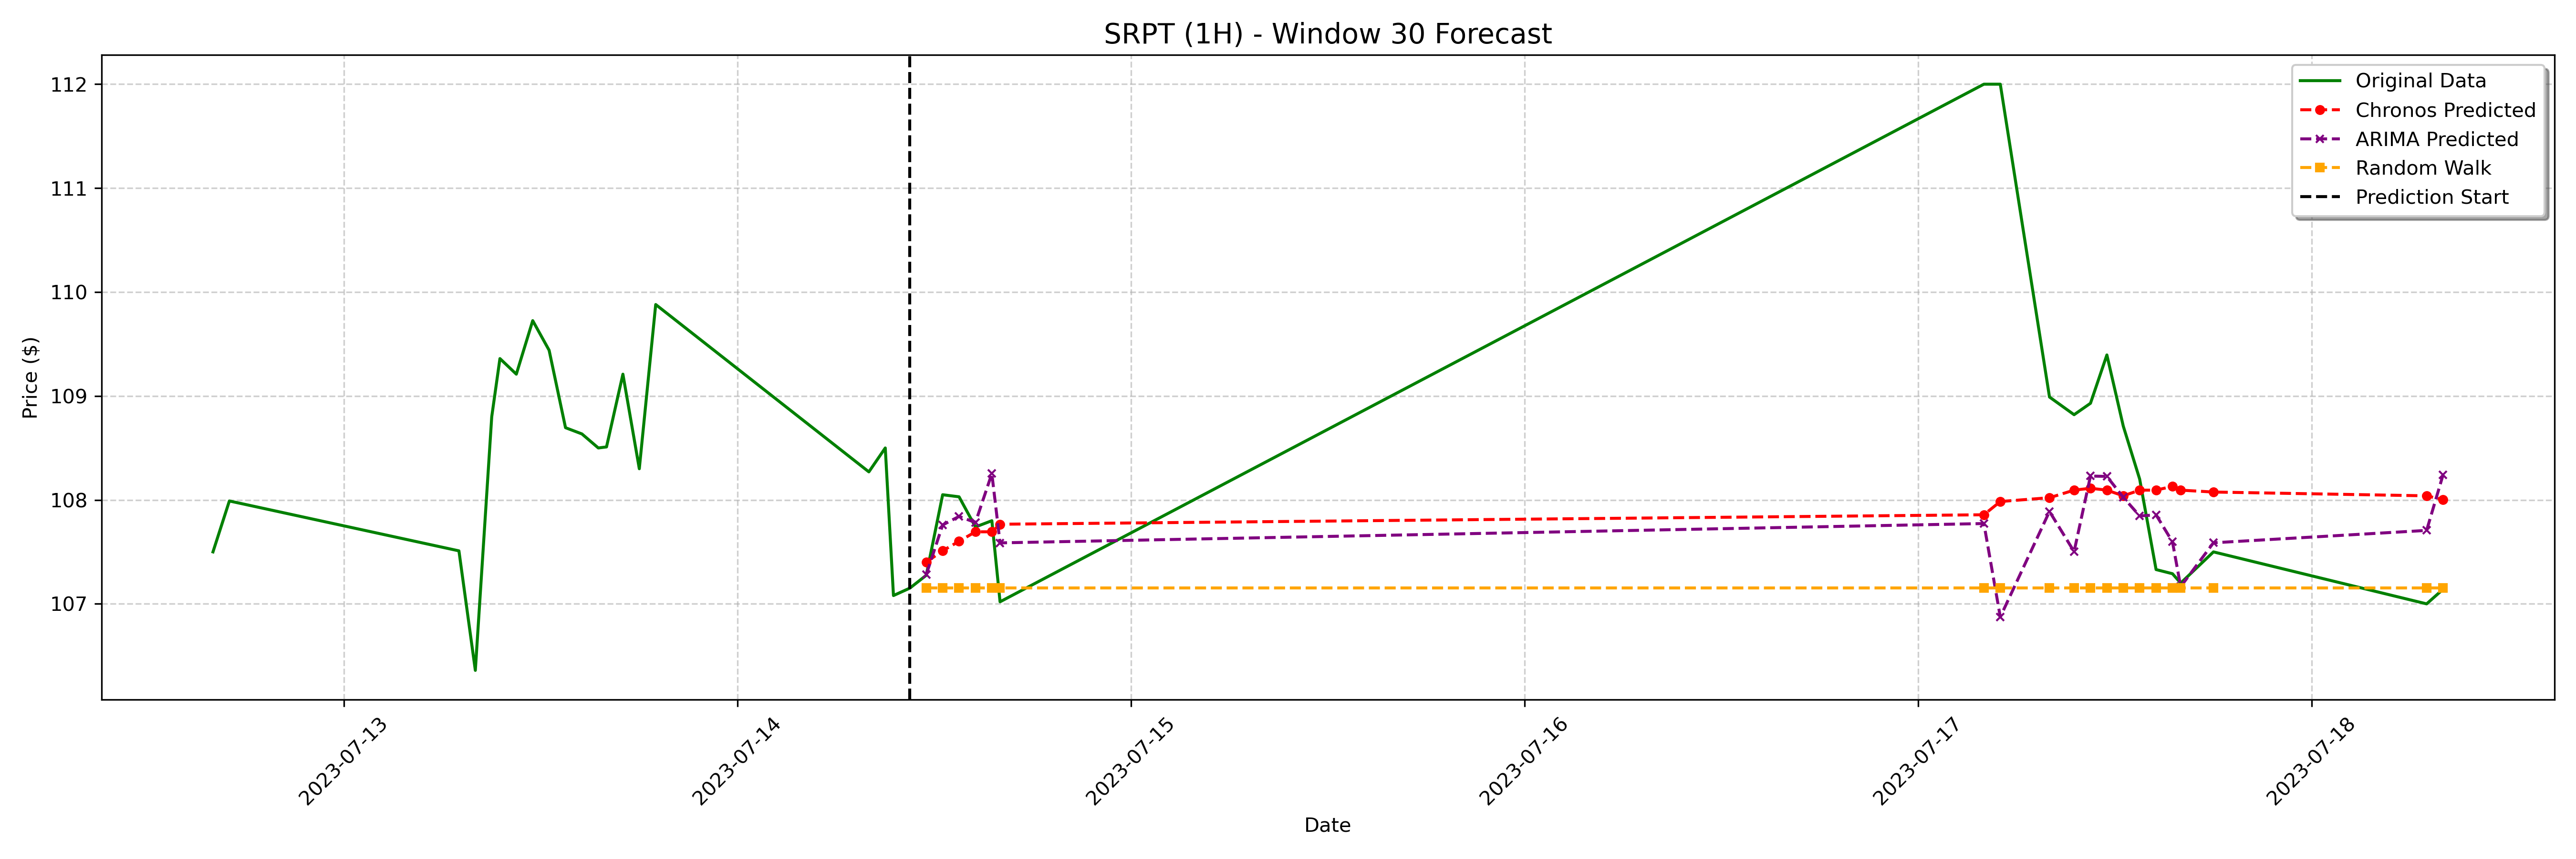 SRPT (1H) - Window 30 Forecast
Original Data
Chronos Predicted
ARIMA Predicted
Random Walk
Prediction Start
Price ($)
112
111
110
109
108
107
2023-07-13
2023-07-14
2023-07-15
2023-07-16
2023-07-17
2023-07-18
Date